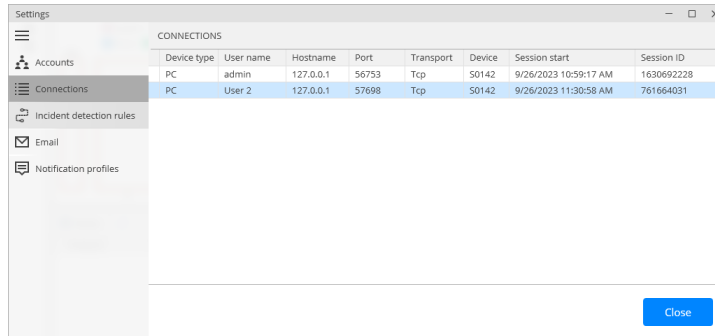 Settings
CONNECTIONS
Accounts
Connections
Incident detection rules
Email
Notification profiles
Device type User name Hostname Port Transport Device Session start Session ID
PC admin 127.0.0.1 56753 Tcp S0142 9/26/2023 10:59:17 AM 1630692228
PC User 2 127.0.0.1 57698 Tcp S0142 9/26/2023 11:30:58 AM 761664031
Close